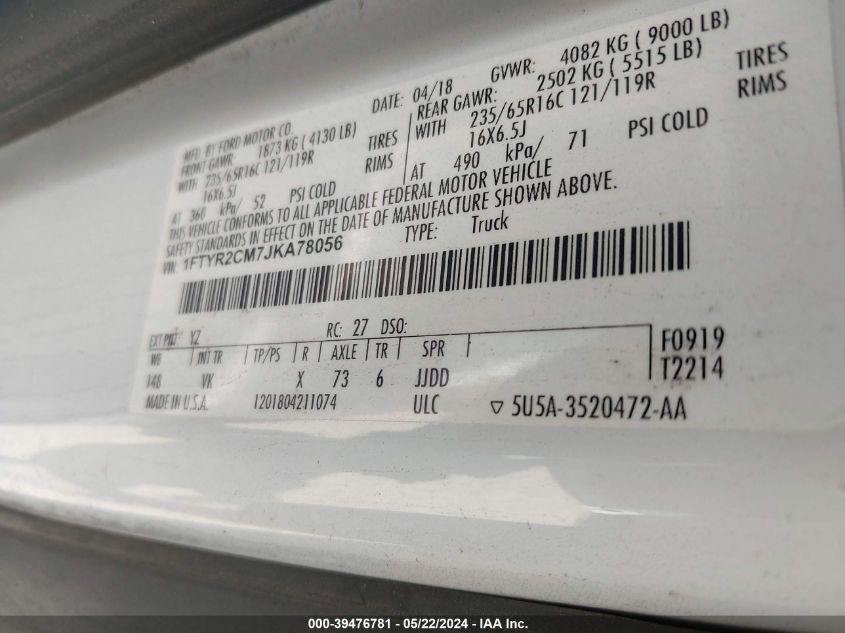 MFD. BY FORD MOTOR CO. DATE: 04/18 GVWR: 4082 KG ( 9000 LB)
FRONT GAWR: 1873 KG ( 4130 LB) REAR GAWR: 2502 KG ( 5515 LB)
WITH 235/65R16C 121/119R TIRES WITH 235/65R16C 121/119R TIRES
16X6.5J RIMS 16X6.5J RIMS
AT 360 kPa/ 52 PSI COLD AT 490 kPa/ 71 PSI COLD
THIS VEHICLE CONFORMS TO ALL APPLICABLE FEDERAL MOTOR VEHICLE
SAFETY STANDARDS IN EFFECT ON THE DATE OF MANUFACTURE SHOWN ABOVE.
VIN: 1FTYR2CM7JKA78056 TYPE: Truck
EXT PNT: YZ RC: 27 DSO: F0919
WB INT TR TP/PS R AXLE TR SPR T2214
148 VK X 73 6 JJDD
MADE IN U.S.A. 1201804211074 ULC ▽ 5U5A-3520472-AA
000-39476781 - 05/22/2024 - IAA Inc.